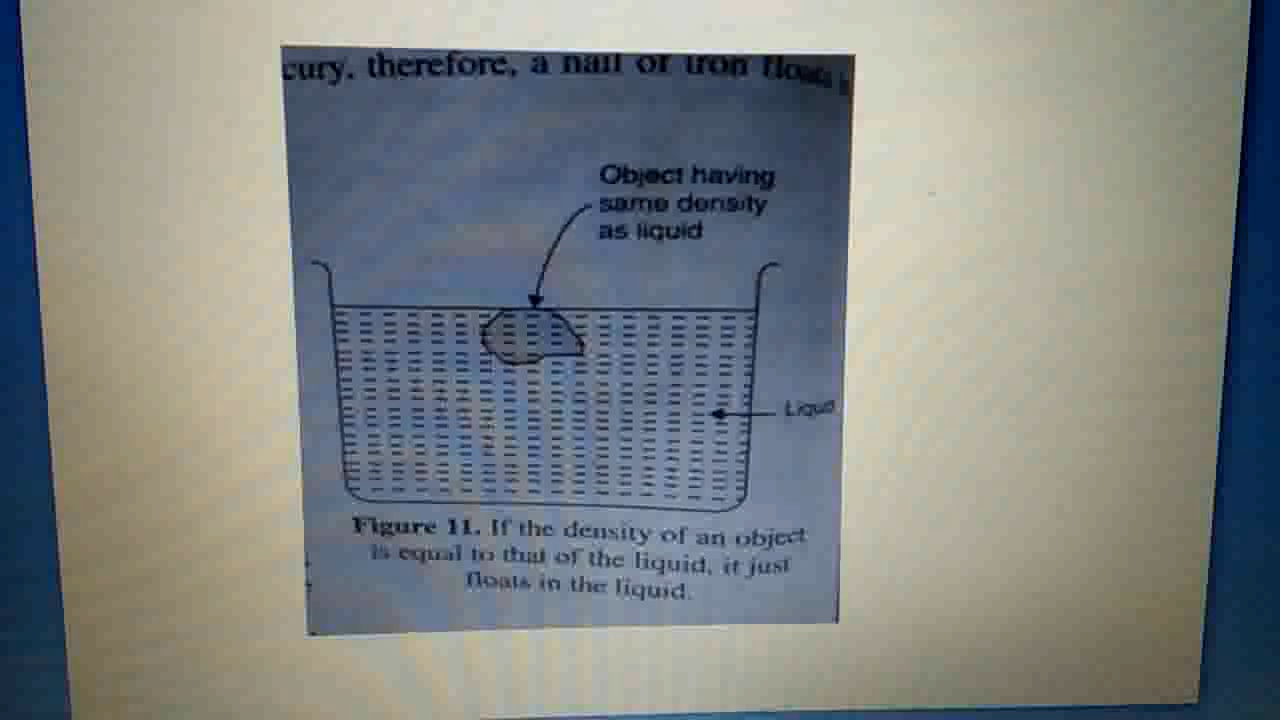 cury, therefore, a nail of iron floats
Object having
same density
as liquid
Liqud
Figure 11. If the density of an object
is equal to that of the liquid, it just
floats in the liquid.